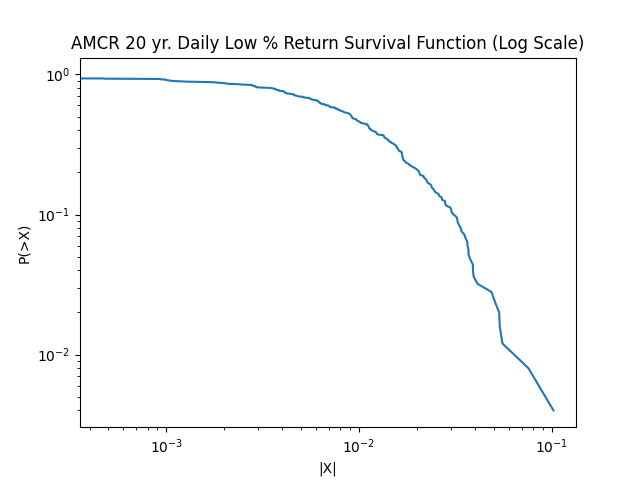 AMCR 20 yr. Daily Low % Return Survival Function (Log Scale)
10⁰
10⁻¹
10⁻²
P(>X)
10⁻³
10⁻²
10⁻¹
|X|